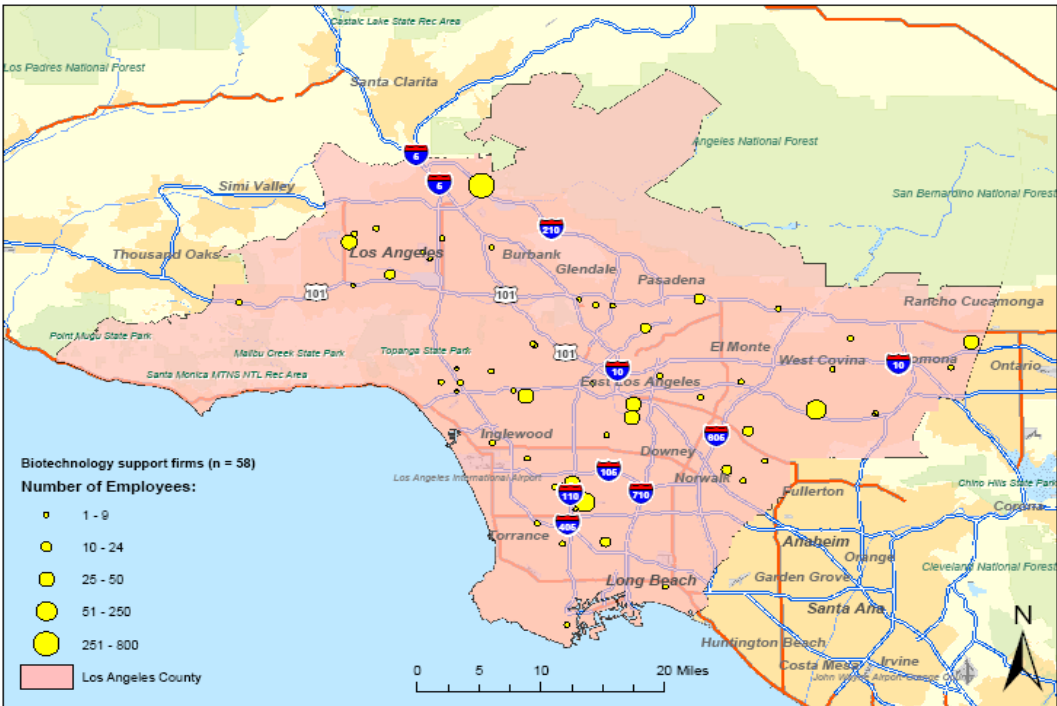 Castaic Lake State Rec Area
Los Padres National Forest
Santa Clarita
Angeles National Forest
5
5
Simi Valley
San Bernardino National Forest
210
Thousand Oaks
Los Angeles
Burbank
Glendale
Pasadena
101
101
Rancho Cucamonga
Point Mugu State Park
Malibu Creek State Park
Topanga State Park
101
El Monte
West Covina
10
Pomona
Ontario
Santa Monica MTNS NTL Rec Area
10
East Los Angeles
Inglewood
605
Downey
Biotechnology support firms (n = 58)
Los Angeles International Airport
105
Norwalk
Number of Employees:
110
710
Fullerton
Chino Hills State Park
Corona
1 - 9
405
Torrance
Anaheim
10 - 24
Orange
Cleveland National Forest
25 - 50
Long Beach
Garden Grove
51 - 250
Santa Ana
N
251 - 800
Huntington Beach
Costa Mesa
Irvine
Los Angeles County
0 5 10 20 Miles
John Wayne Airport-Orange County